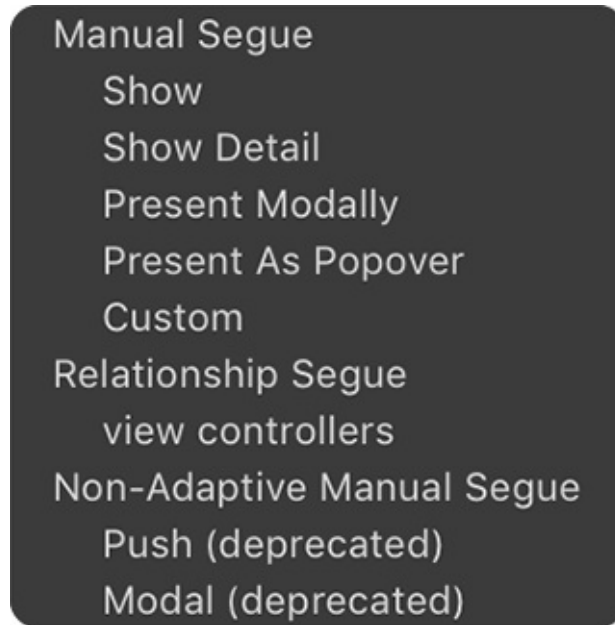 Manual Segue
Show
Show Detail
Present Modally
Present As Popover
Custom
Relationship Segue
view controllers
Non-Adaptive Manual Segue
Push (deprecated)
Modal (deprecated)